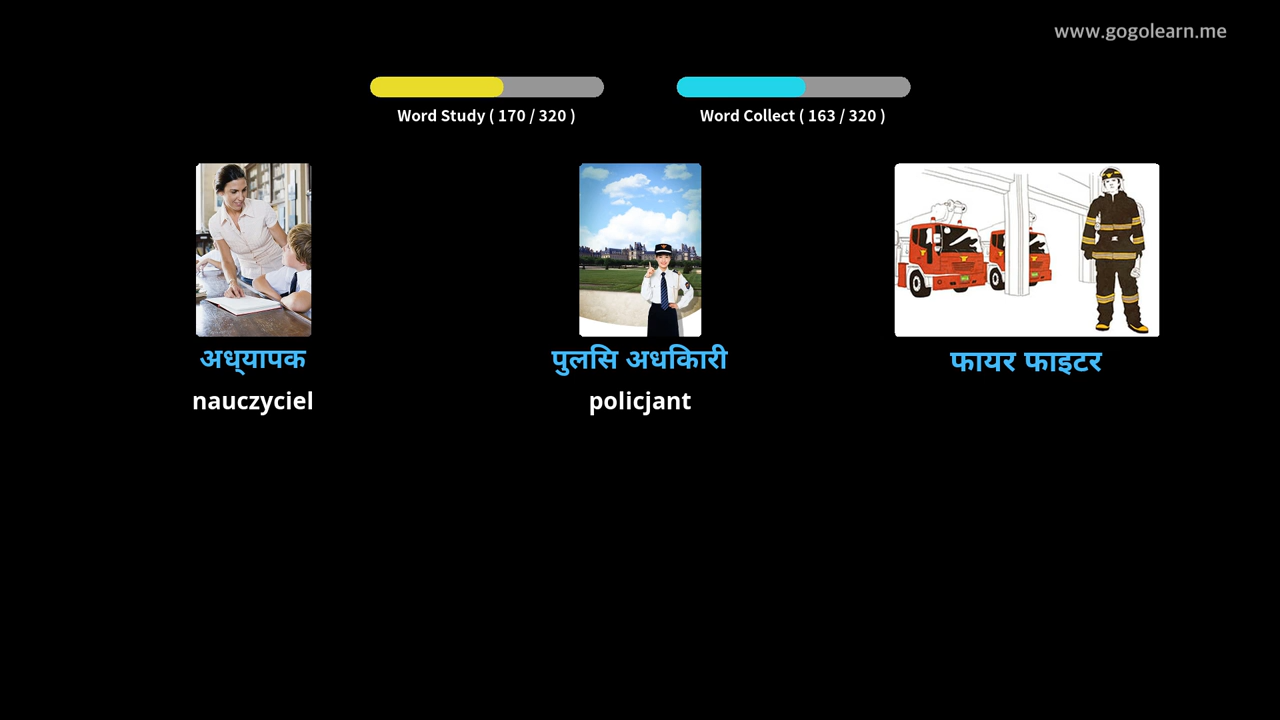 www.gogolearn.me
Word Study ( 170 / 320 )
Word Collect ( 163 / 320 )
अध्‌यापक
पुलसि अधकिारी
फायर फाइटर
nauczyciel
policjant